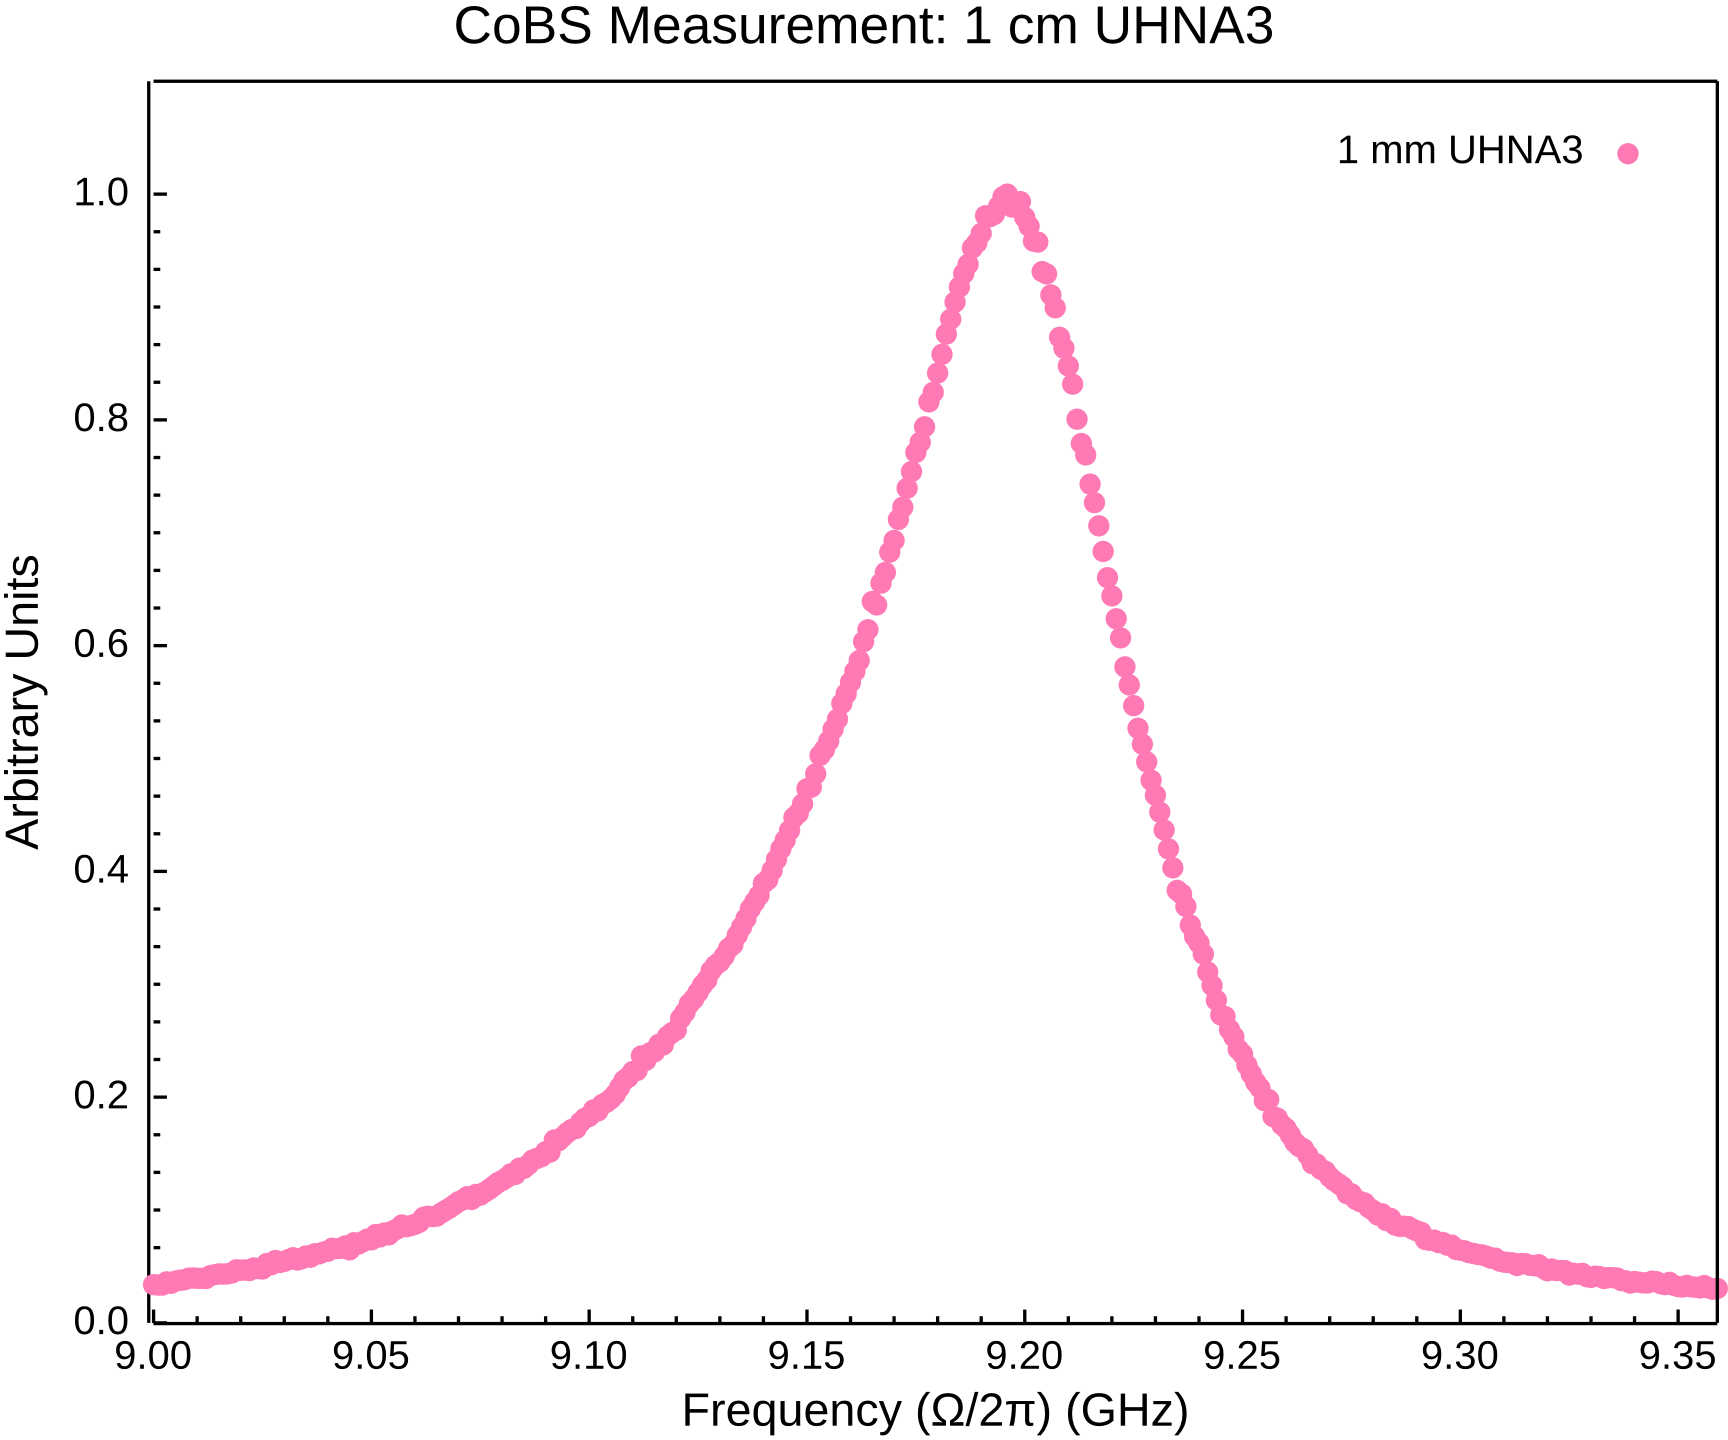 CoBS Measurement: 1 cm UHNA3
1 mm UHNA3
1.0
0.8
0.6
0.4
0.2
0.0
Arbitrary Units
9.00 9.05 9.10 9.15 9.20 9.25 9.30 9.35
Frequency (Ω/2π) (GHz)